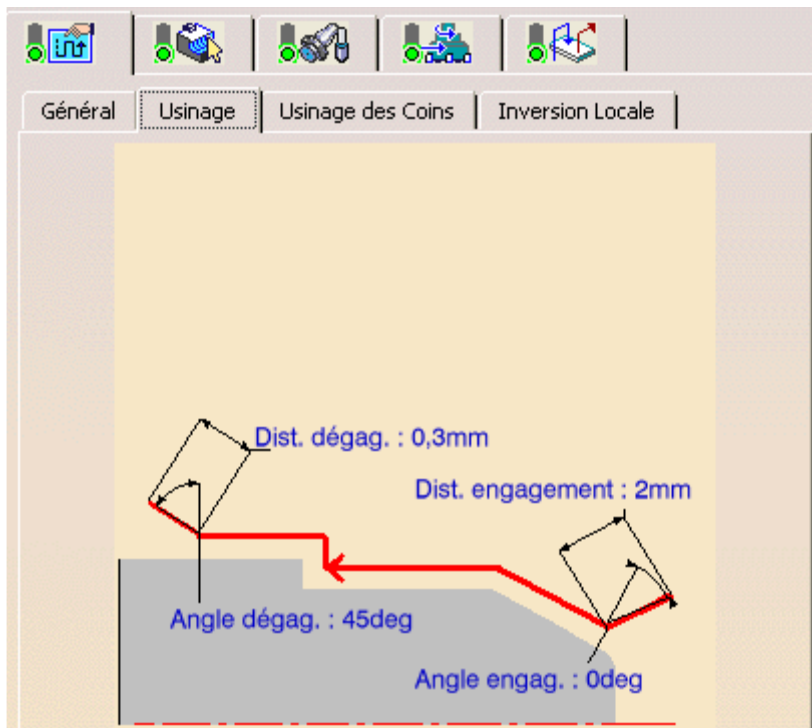 Général
Usinage
Usinage des Coins
Inversion Locale
Dist. dégag. : 0,3mm
Dist. engagement : 2mm
Angle dégag. : 45deg
Angle engag. : 0deg